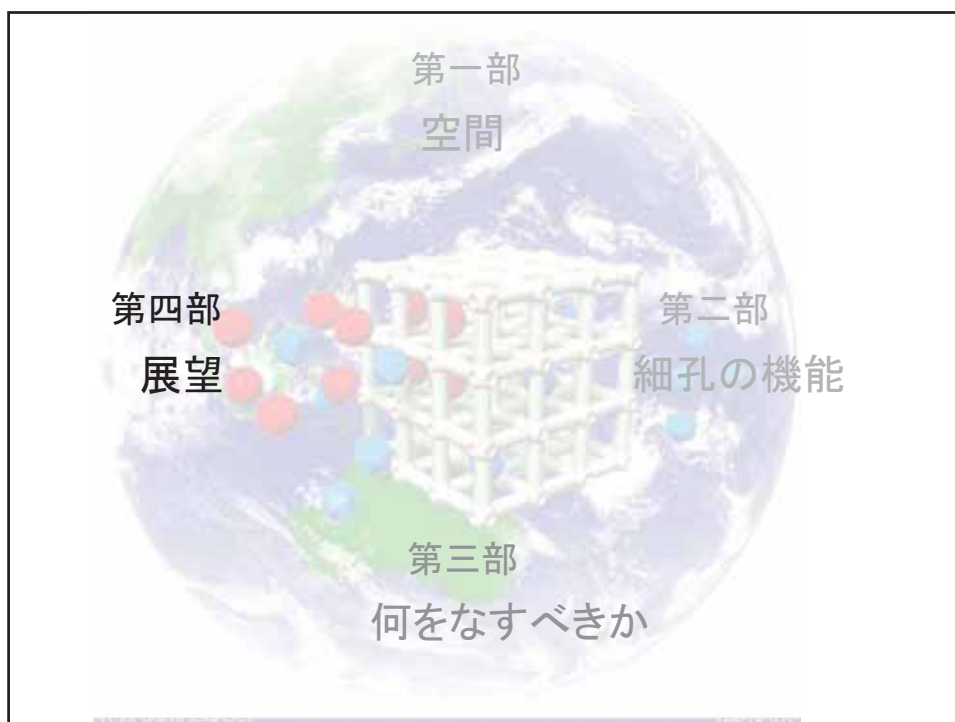 第一部
空間
第二部
細孔の機能
第三部
何をなすべきか
第四部
展望